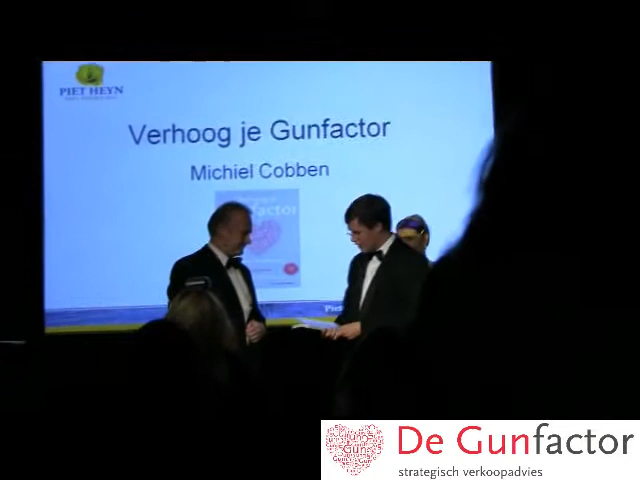 PIET HEYN
Verhoog je Gunfactor
Michiel Cobben
De Gunfactor
strategisch verkoopadvies